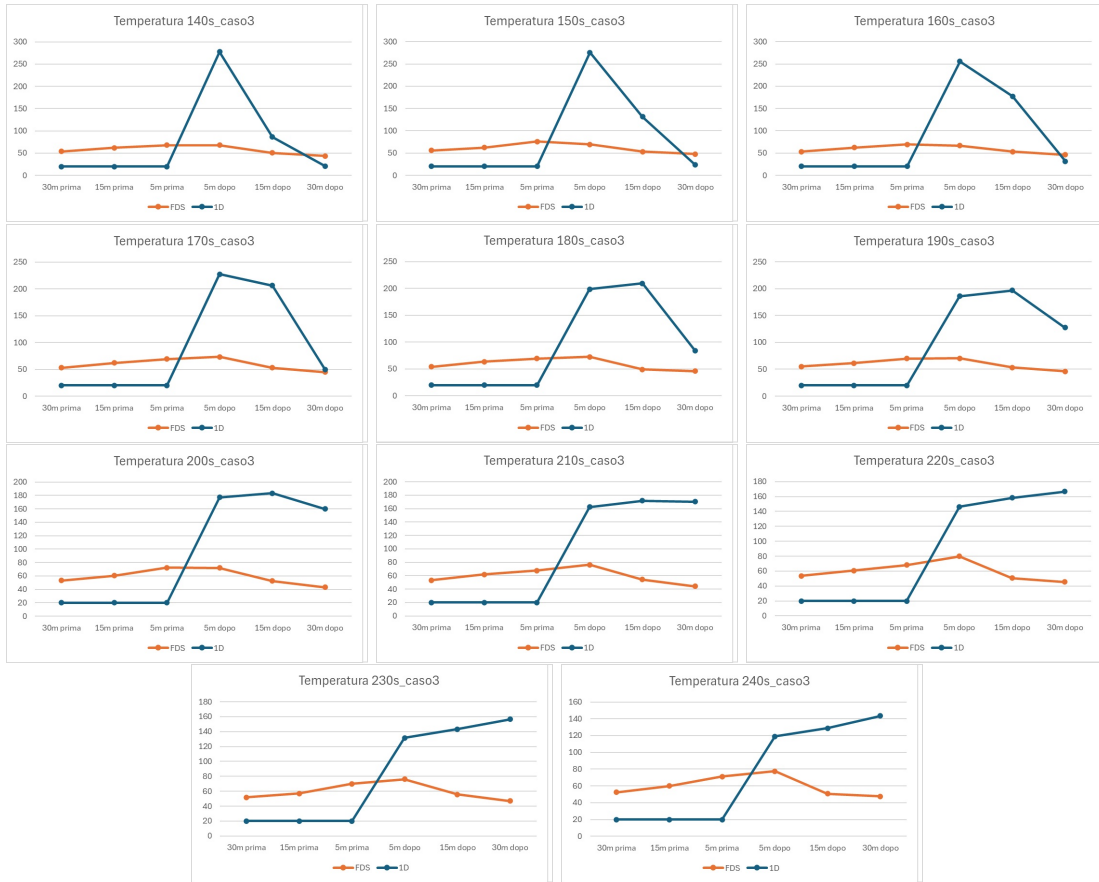 Temperatura 140s_caso3
300
250
200
150
100
50
0
30m prima 15m prima 5m prima 5m dopo 15m dopo 30m dopo
FDS 1D
Temperatura 150s_caso3
300
250
200
150
100
50
0
30m prima 15m prima 5m prima 5m dopo 15m dopo 30m dopo
FDS 1D
Temperatura 160s_caso3
300
250
200
150
100
50
0
30m prima 15m prima 5m prima 5m dopo 15m dopo 30m dopo
FDS 1D
Temperatura 170s_caso3
250
200
150
100
50
0
30m prima 15m prima 5m prima 5m dopo 15m dopo 30m dopo
FDS 1D
Temperatura 180s_caso3
250
200
150
100
50
0
30m prima 15m prima 5m prima 5m dopo 15m dopo 30m dopo
FDS 1D
Temperatura 190s_caso3
250
200
150
100
50
0
30m prima 15m prima 5m prima 5m dopo 15m dopo 30m dopo
FDS 1D
Temperatura 200s_caso3
200
180
160
140
120
100
80
60
40
20
0
30m prima 15m prima 5m prima 5m dopo 15m dopo 30m dopo
FDS 1D
Temperatura 210s_caso3
200
180
160
140
120
100
80
60
40
20
0
30m prima 15m prima 5m prima 5m dopo 15m dopo 30m dopo
FDS 1D
Temperatura 220s_caso3
180
160
140
120
100
80
60
40
20
0
30m prima 15m prima 5m prima 5m dopo 15m dopo 30m dopo
FDS 1D
Temperatura 230s_caso3
180
160
140
120
100
80
60
40
20
0
30m prima 15m prima 5m prima 5m dopo 15m dopo 30m dopo
FDS 1D
Temperatura 240s_caso3
160
140
120
100
80
60
40
20
0
30m prima 15m prima 5m prima 5m dopo 15m dopo 30m dopo
FDS 1D